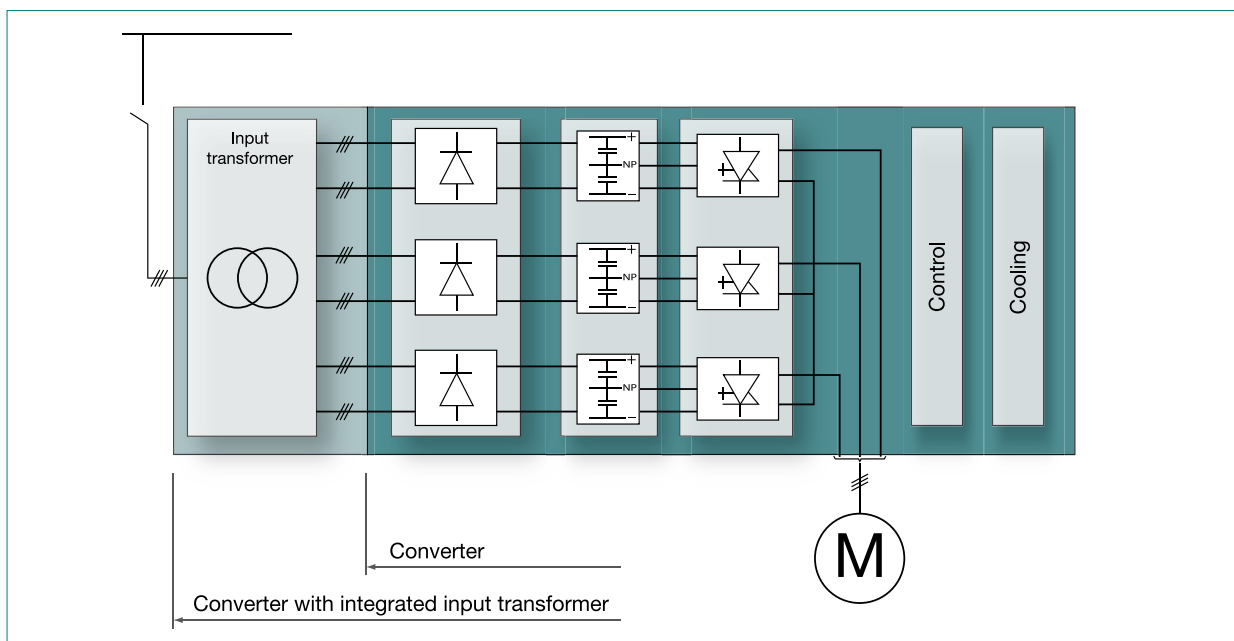 Input
transformer
+
NP
–
+
NP
–
+
NP
–
Control
Cooling
M
Converter
Converter with integrated input transformer